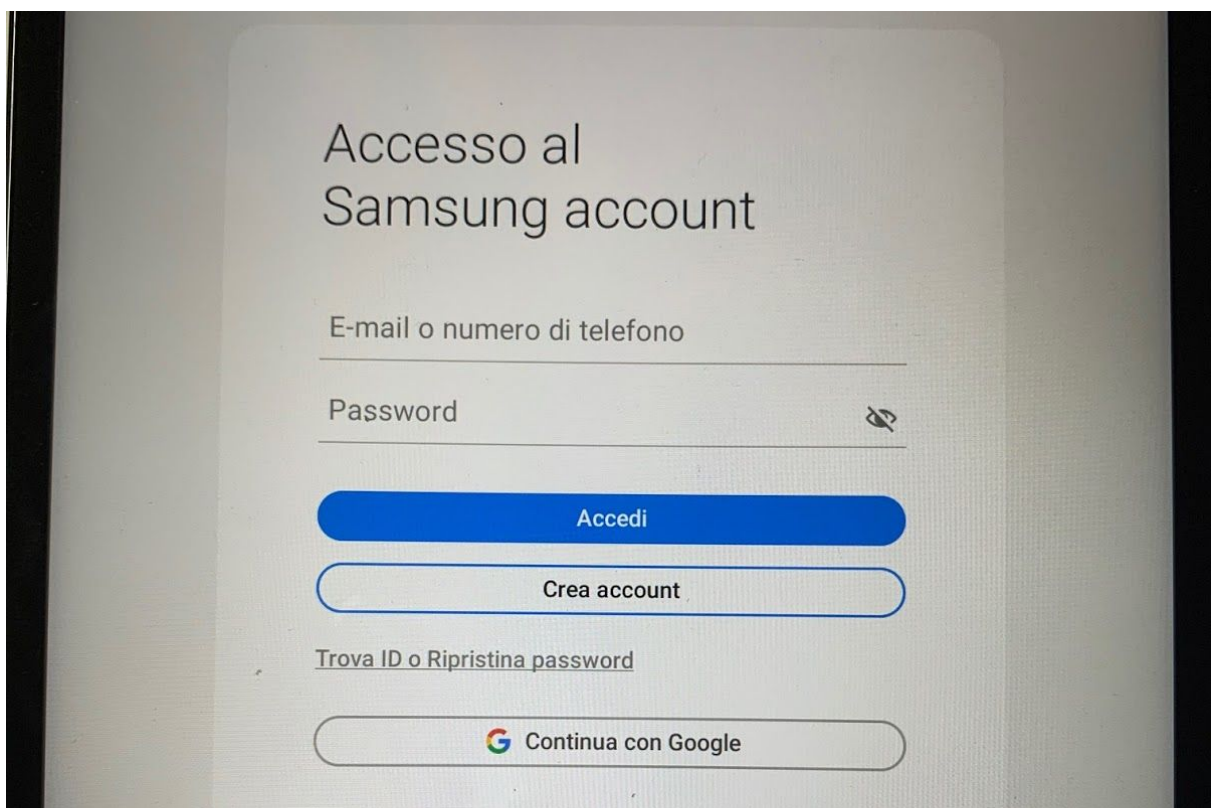 Accesso al
Samsung account
E-mail o numero di telefono
Password
Accedi
Crea account
Trova ID o Ripristina password
Continua con Google